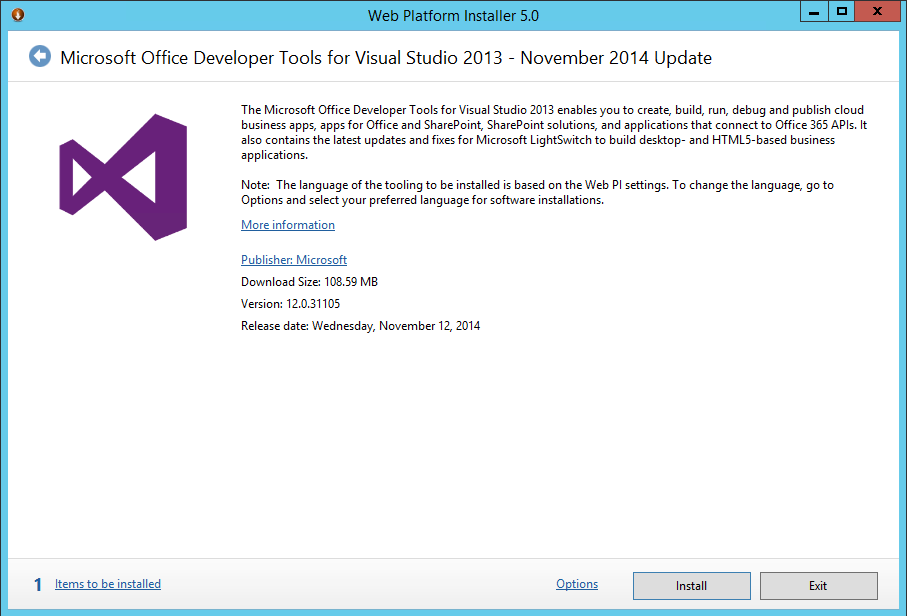 Web Platform Installer 5.0
Microsoft Office Developer Tools for Visual Studio 2013 - November 2014 Update
The Microsoft Office Developer Tools for Visual Studio 2013 enables you to create, build, run, debug and publish cloud
business apps, apps for Office and SharePoint, SharePoint solutions, and applications that connect to Office 365 APIs. It
also contains the latest updates and fixes for Microsoft LightSwitch to build desktop- and HTML5-based business
applications.
Note:  The language of the tooling to be installed is based on the Web PI settings. To change the language, go to
Options and select your preferred language for software installations.
More information
Publisher: Microsoft
Download Size: 108.59 MB
Version: 12.0.31105
Release date: Wednesday, November 12, 2014
1 Items to be installed Options Install Exit